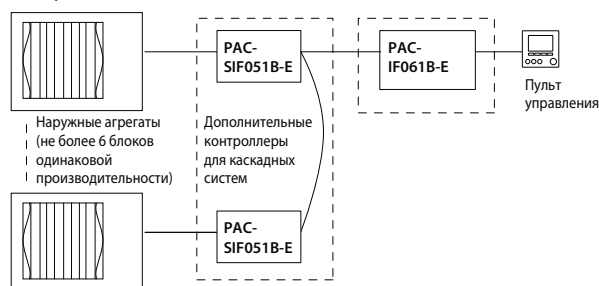 PAC-
SIF051B-E
PAC-
IF061B-E
Пульт
управления
Наружные агрегаты
(не более 6 блоков
одинаковой
производительности)
Дополнительные
контроллеры
для каскадных
систем
PAC-
SIF051B-E